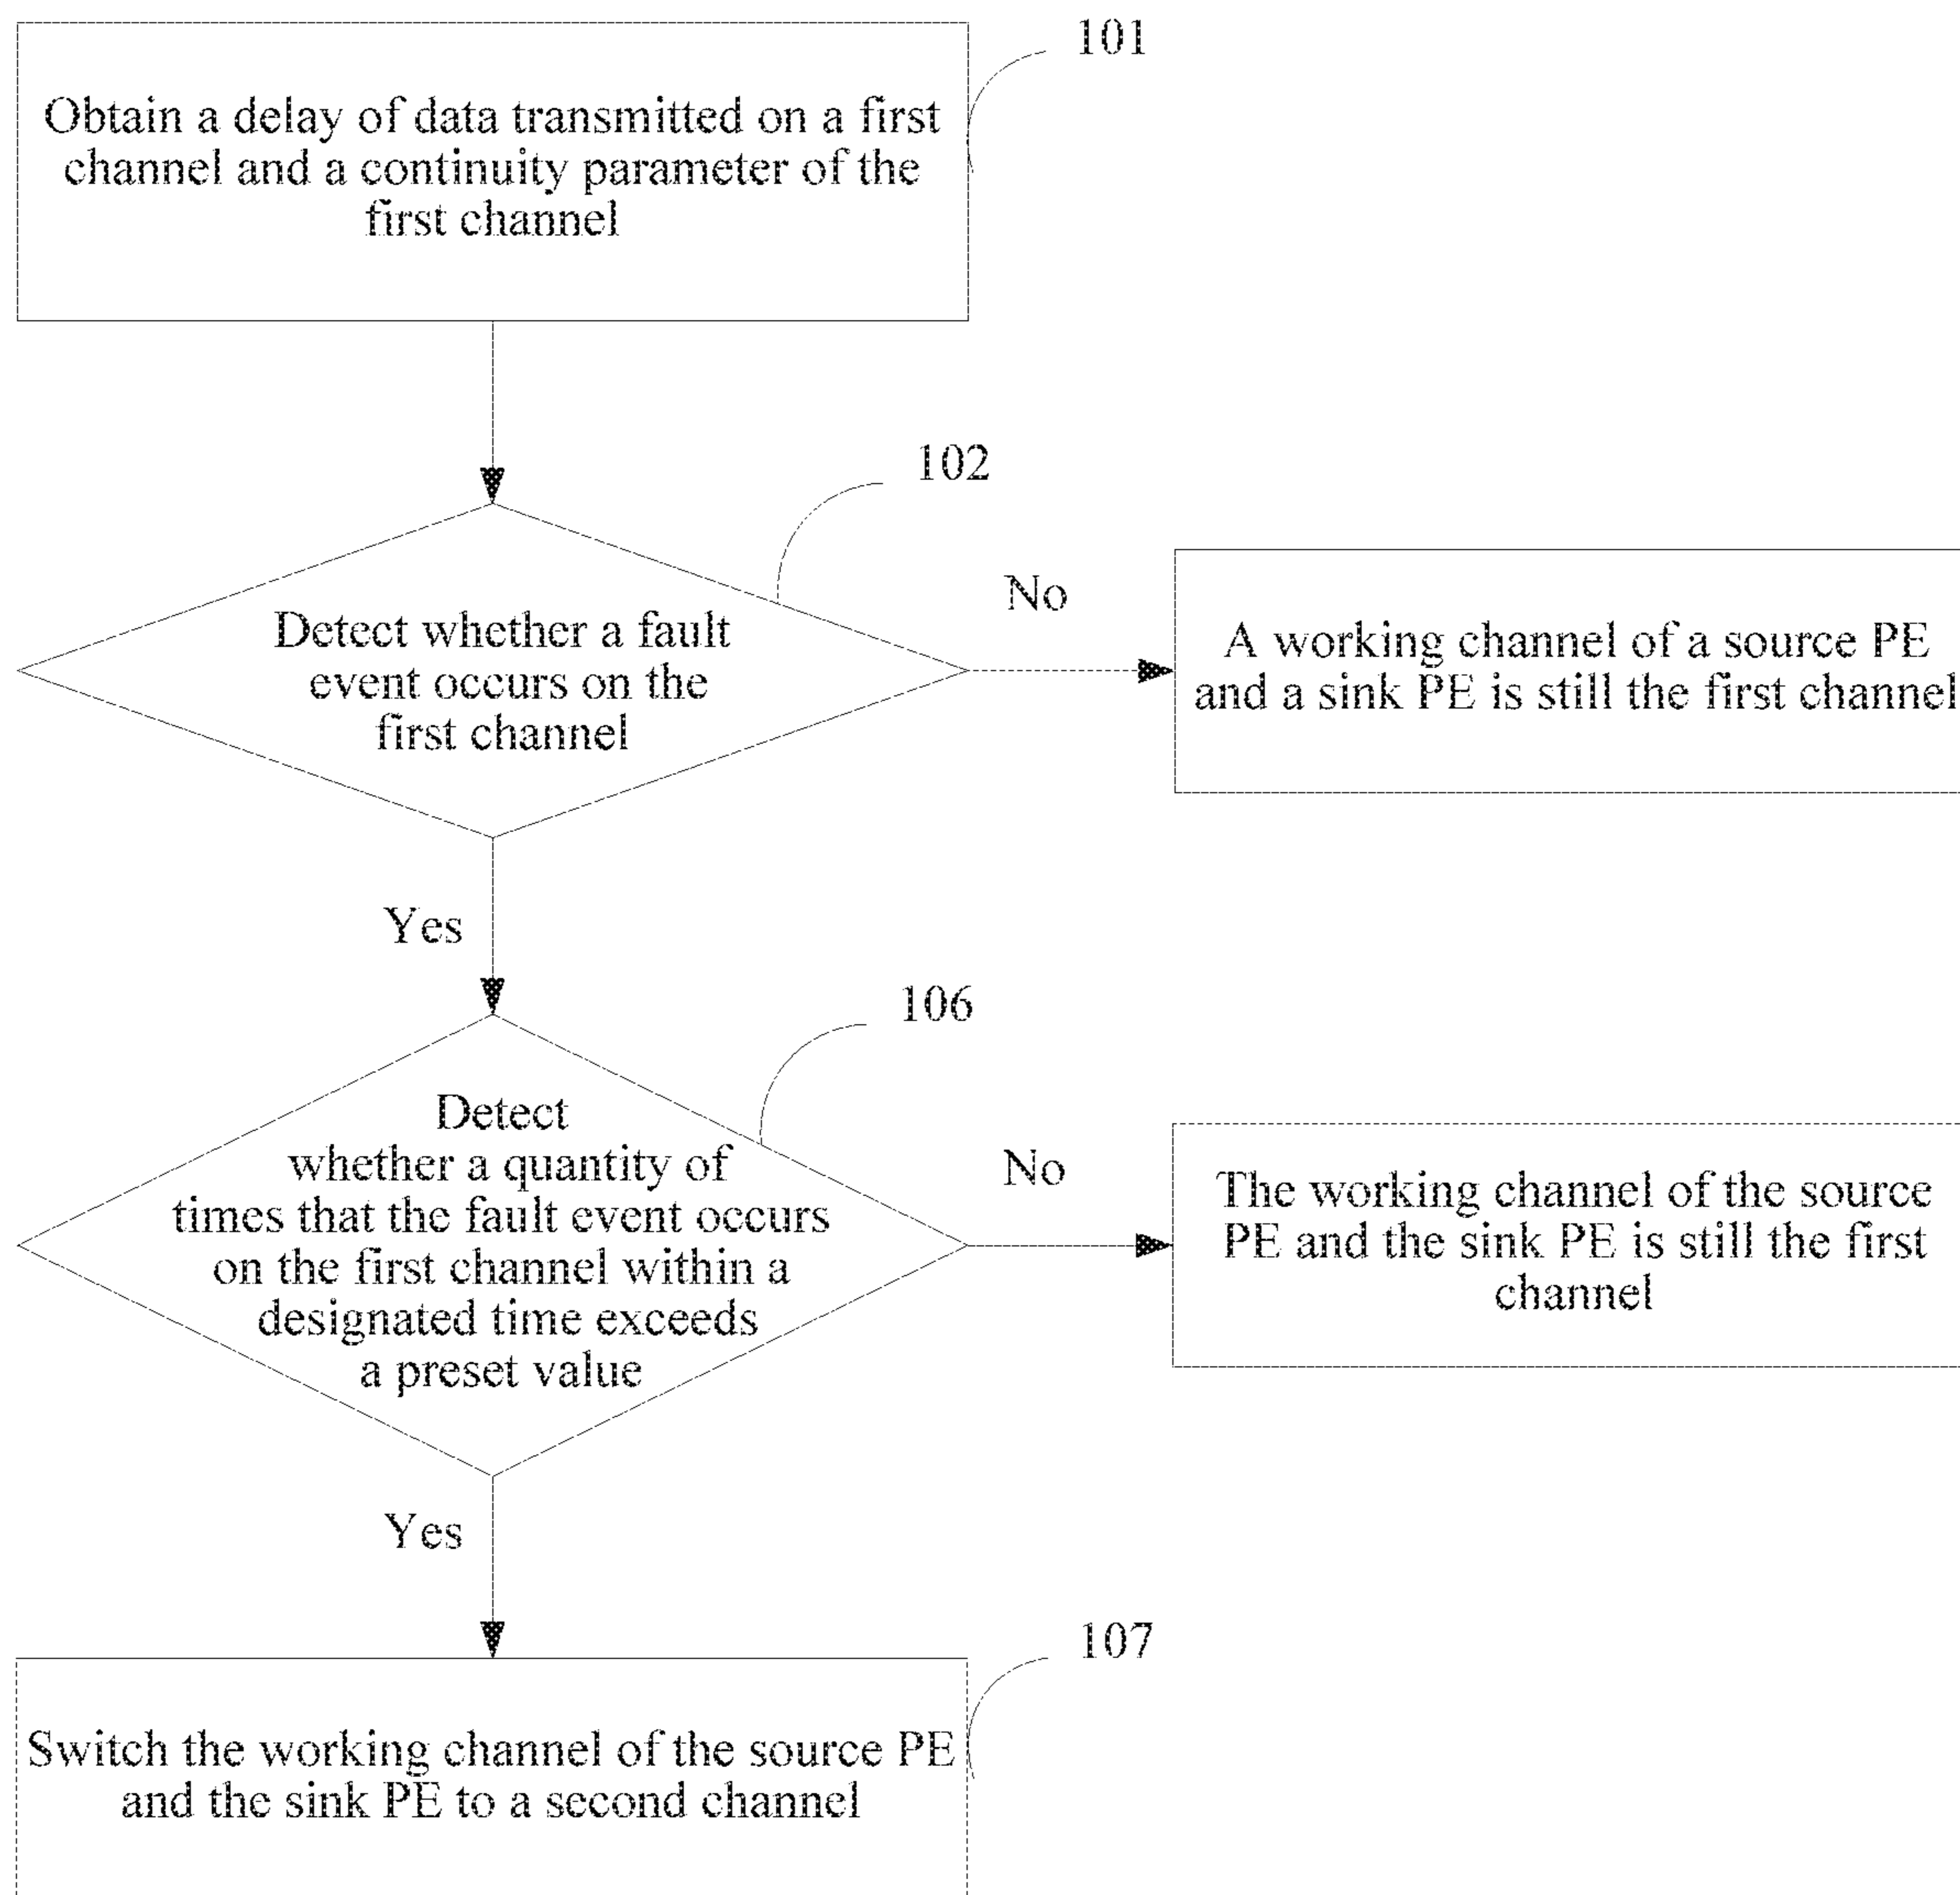 101
Obtain a delay of data transmitted on a first
channel and a continuity parameter of the
first channel
102
Detect whether a fault
event occurs on the
first channel
No
A working channel of a source PE
and a sink PE is still the first channel
Yes
106
Detect
whether a quantity of
times that the fault event occurs
on the first channel within a
designated time exceeds
a preset value
No
The working channel of the source
PE and the sink PE is still the first
channel
Yes
107
Switch the working channel of the source PE
and the sink PE to a second channel